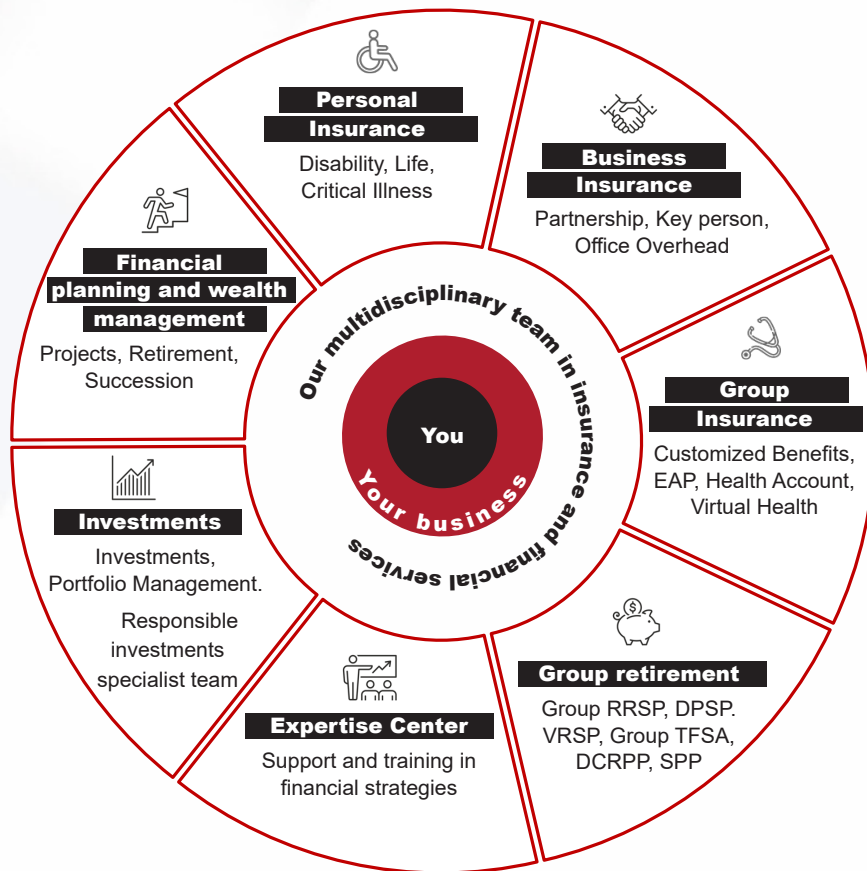 Personal
Insurance
Disability, Life,
Critical Illness
Business
Insurance
Partnership, Key person,
Office Overhead
Group
Insurance
Customized Benefits,
EAP, Health Account,
Virtual Health
Group retirement
Group RRSP, DPSP.
VRSP, Group TFSA,
DCRPP, SPP
Expertise Center
Support and training in
financial strategies
Investments
Investments,
Portfolio Management.
Responsible
investments
specialist team
Financial
planning and wealth
management
Projects, Retirement,
Succession
Our multidisciplinary team in insurance and financial services
You
Your business